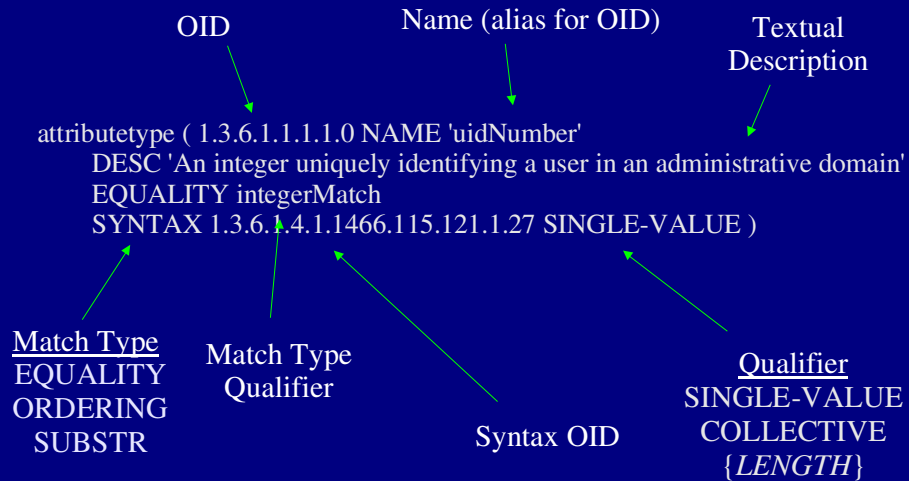 OID
Name (alias for OID)
Textual
Description
attributetype ( 1.3.6.1.1.1.1.0 NAME 'uidNumber'
DESC 'An integer uniquely identifying a user in an administrative domain'
EQUALITY integerMatch
SYNTAX 1.3.6.1.4.1.1466.115.121.1.27 SINGLE-VALUE )
Match Type
EQUALITY
ORDERING
SUBSTR
Match Type
Qualifier
Syntax OID
Qualifier
SINGLE-VALUE
COLLECTIVE
{LENGTH}